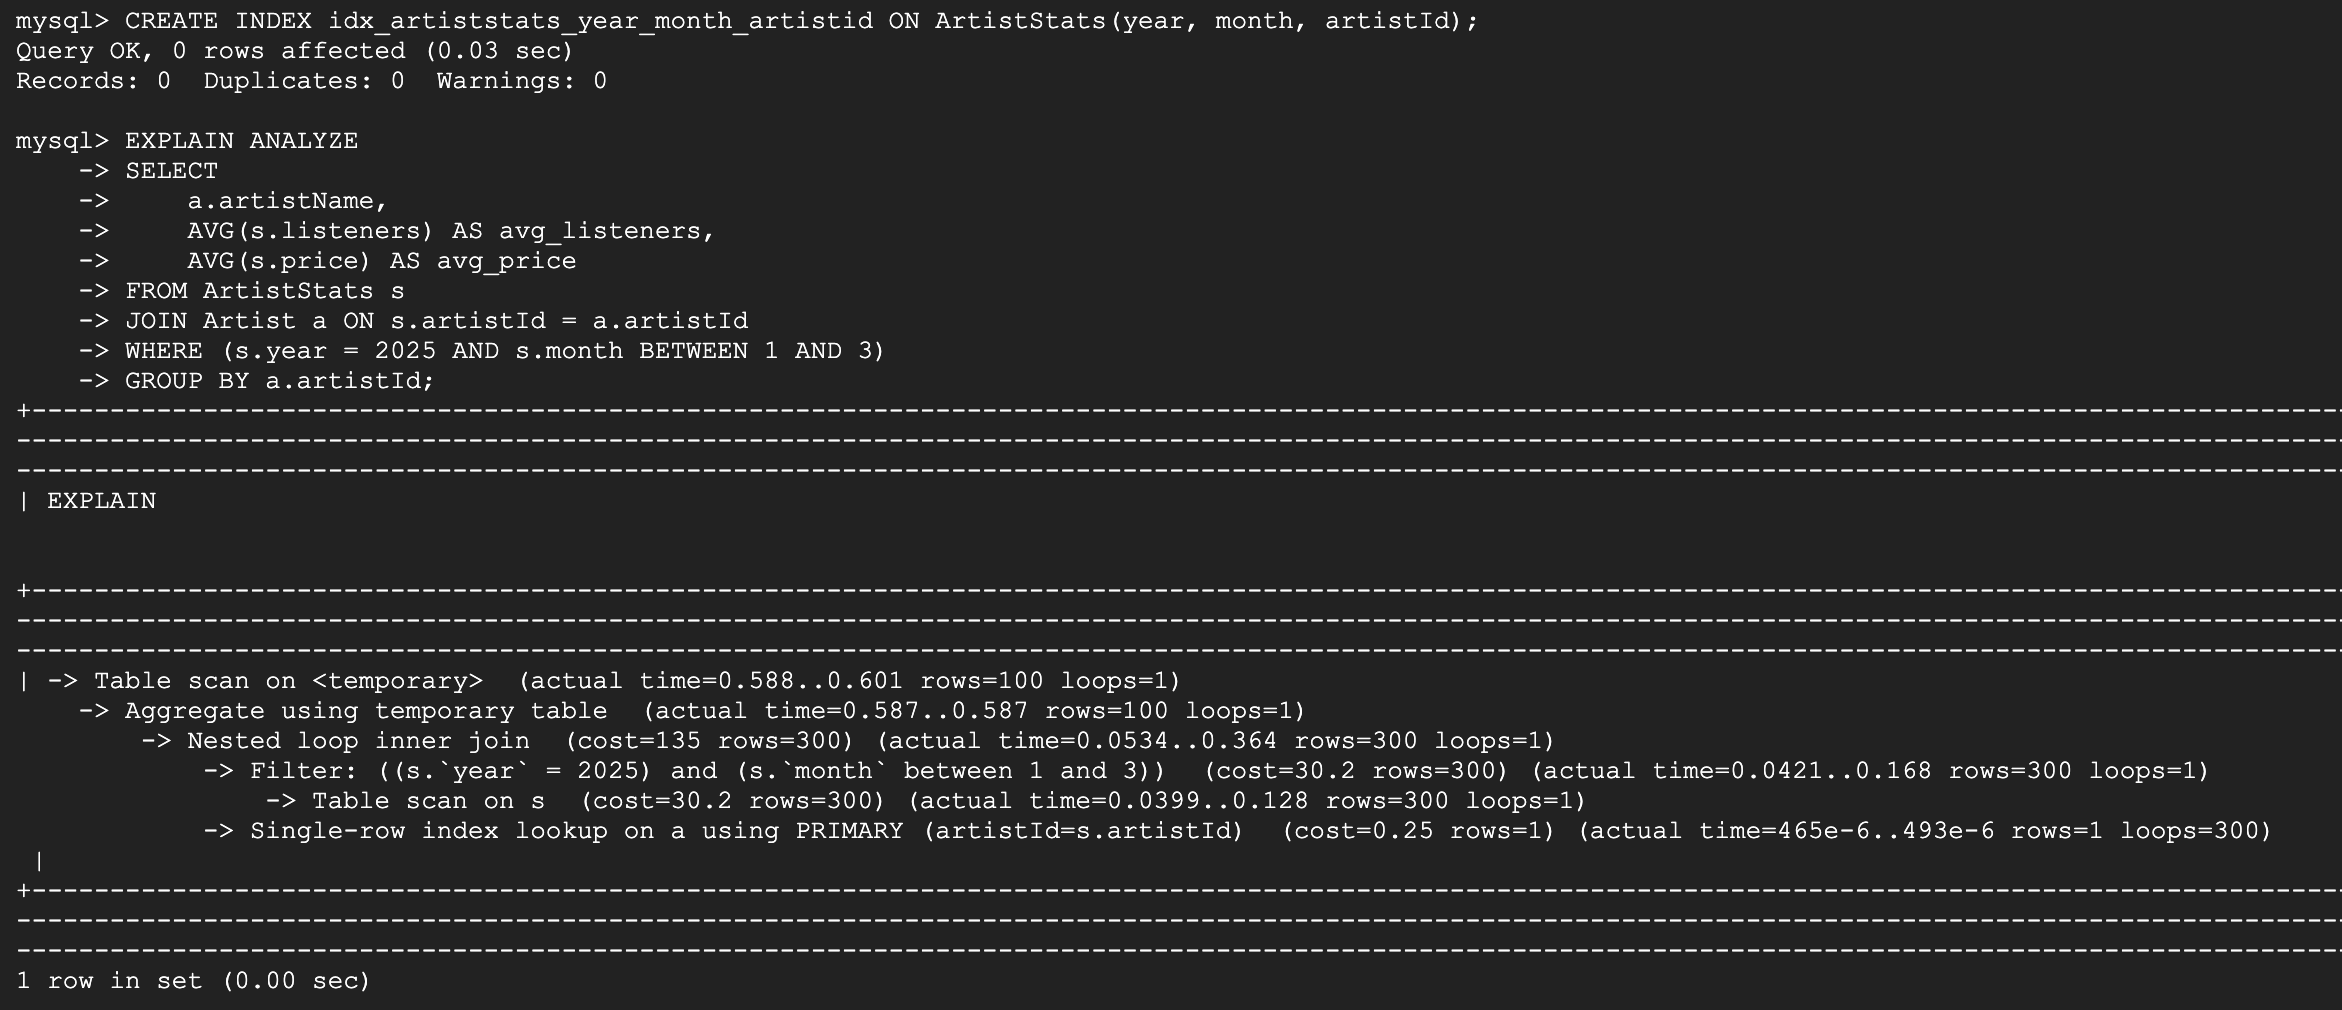 mysql> CREATE INDEX idx_artiststats_year_month_artistid ON ArtistStats(year, month, artistId);
Query OK, 0 rows affected (0.03 sec)
Records: 0  Duplicates: 0  Warnings: 0
mysql> EXPLAIN ANALYZE
    -> SELECT
    ->     a.artistName,
    ->     AVG(s.listeners) AS avg_listeners,
    ->     AVG(s.price) AS avg_price
    -> FROM ArtistStats s
    -> JOIN Artist a ON s.artistId = a.artistId
    -> WHERE (s.year = 2025 AND s.month BETWEEN 1 AND 3)
    -> GROUP BY a.artistId;
| EXPLAIN
| -> Table scan on <temporary>  (actual time=0.588..0.601 rows=100 loops=1)
    -> Aggregate using temporary table  (actual time=0.587..0.587 rows=100 loops=1)
        -> Nested loop inner join  (cost=135 rows=300) (actual time=0.0534..0.364 rows=300 loops=1)
            -> Filter: ((s.`year` = 2025) and (s.`month` between 1 and 3))  (cost=30.2 rows=300) (actual time=0.0421..0.168 rows=300 loops=1)
                -> Table scan on s  (cost=30.2 rows=300) (actual time=0.0399..0.128 rows=300 loops=1)
            -> Single-row index lookup on a using PRIMARY (artistId=s.artistId)  (cost=0.25 rows=1) (actual time=465e-6..493e-6 rows=1 loops=300)
 |
1 row in set (0.00 sec)